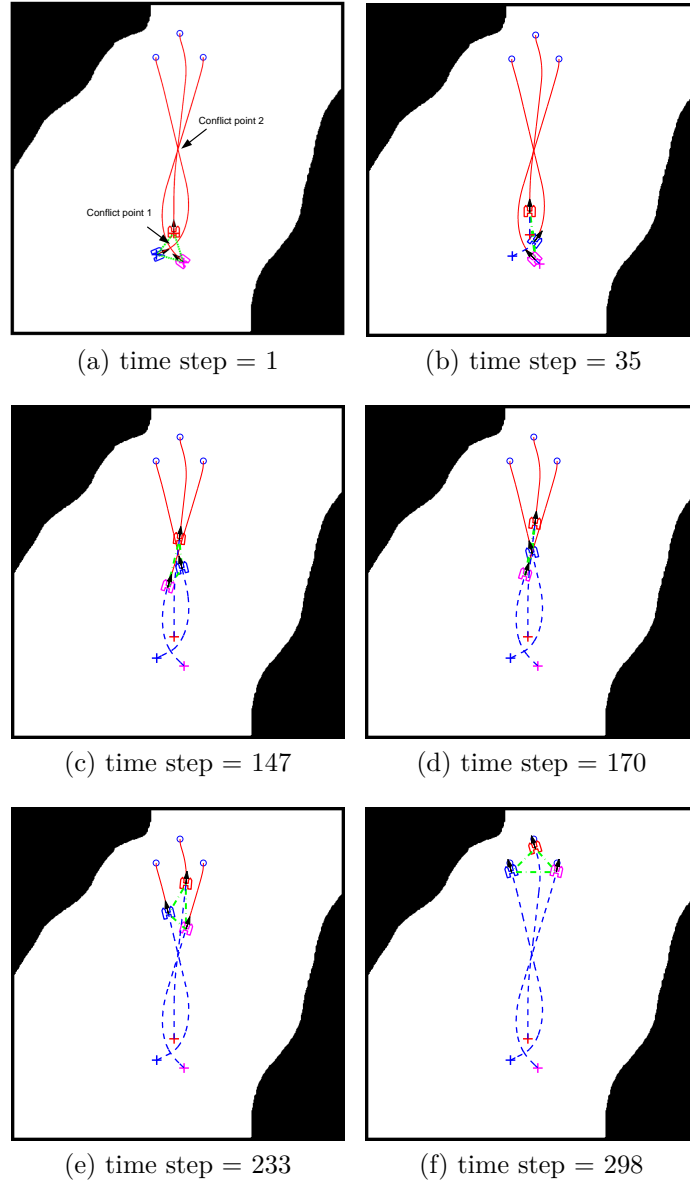 Conflict point 2
Conflict point 1
(a) time step = 1
(b) time step = 35
(c) time step = 147
(d) time step = 170
(e) time step = 233
(f) time step = 298